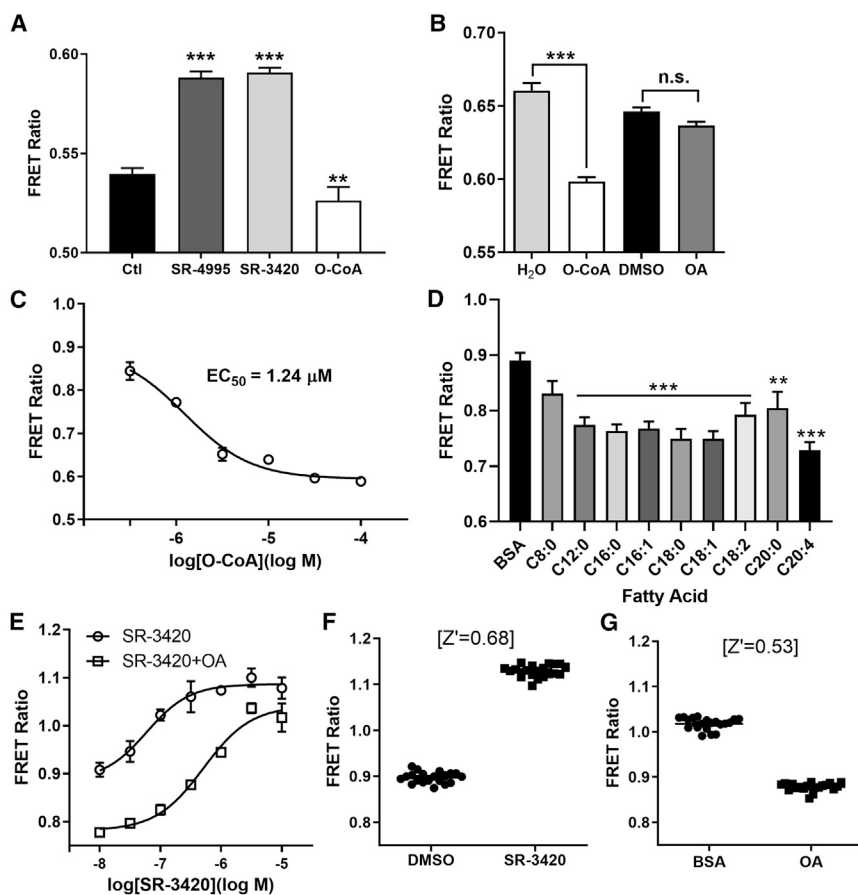 A
FRET Ratio
0.60
0.55
0.50
***
***
**
Ctl SR-4995 SR-3420 O-CoA
B
FRET Ratio
0.65
0.60
0.55
***
n.s.
H₂O O-CoA DMSO OA
C
FRET Ratio
1.0
0.9
0.8
0.7
0.6
0.5
EC₅₀ = 1.24 μM
-6 -5 -4
log[O-CoA](log M)
D
FRET Ratio
1.0
0.9
0.8
0.7
0.6
***
**
***
BSA C8:0 C12:0 C16:0 C16:1 C18:0 C18:1 C18:2 C20:0 C20:4
Fatty Acid
E
SR-3420
SR-3420+OA
FRET Ratio
1.2
1.1
1.0
0.9
0.8
-8 -7 -6 -5
log[SR-3420](log M)
F
[Z'=0.68]
FRET Ratio
1.2
1.1
1.0
0.9
0.8
DMSO SR-3420
G
[Z'=0.53]
FRET Ratio
1.2
1.1
1.0
0.9
0.8
BSA OA